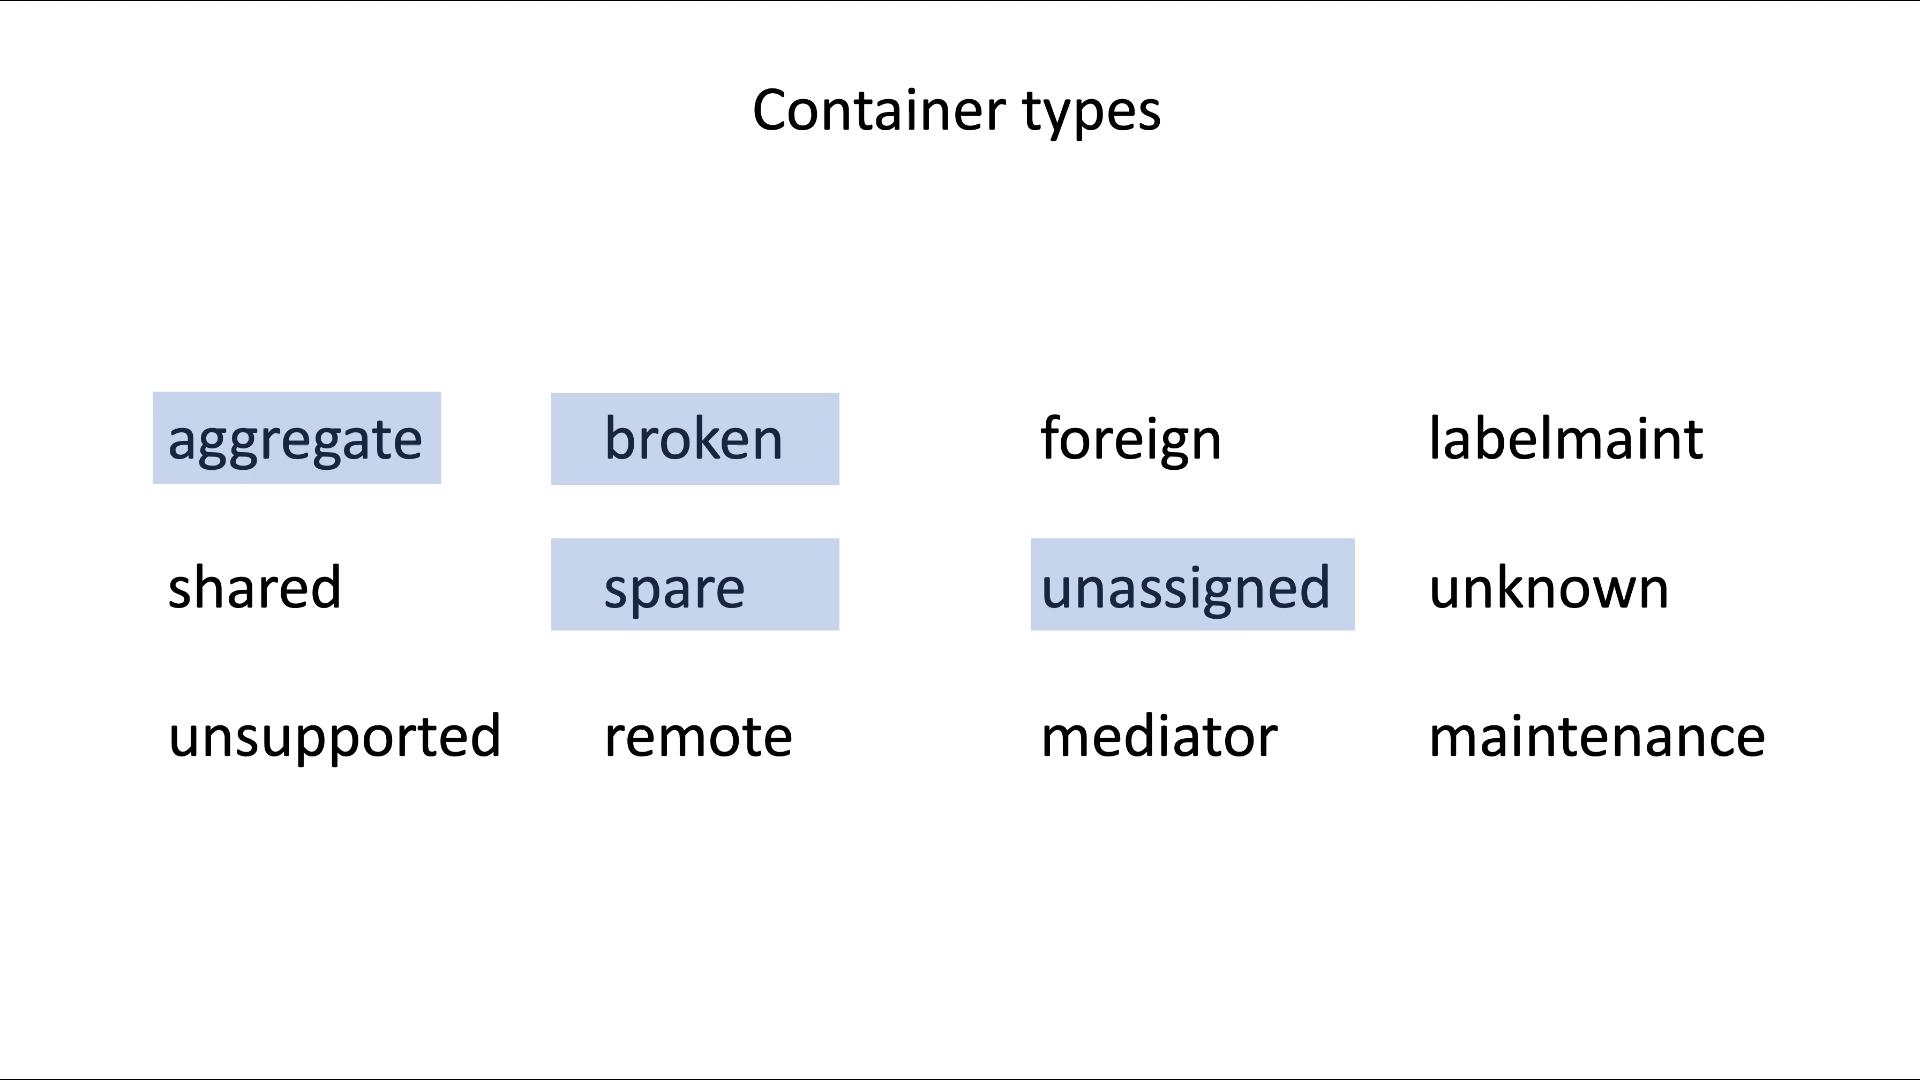 Container types
aggregate broken foreign labelmaint
shared spare unassigned unknown
unsupported remote mediator maintenance